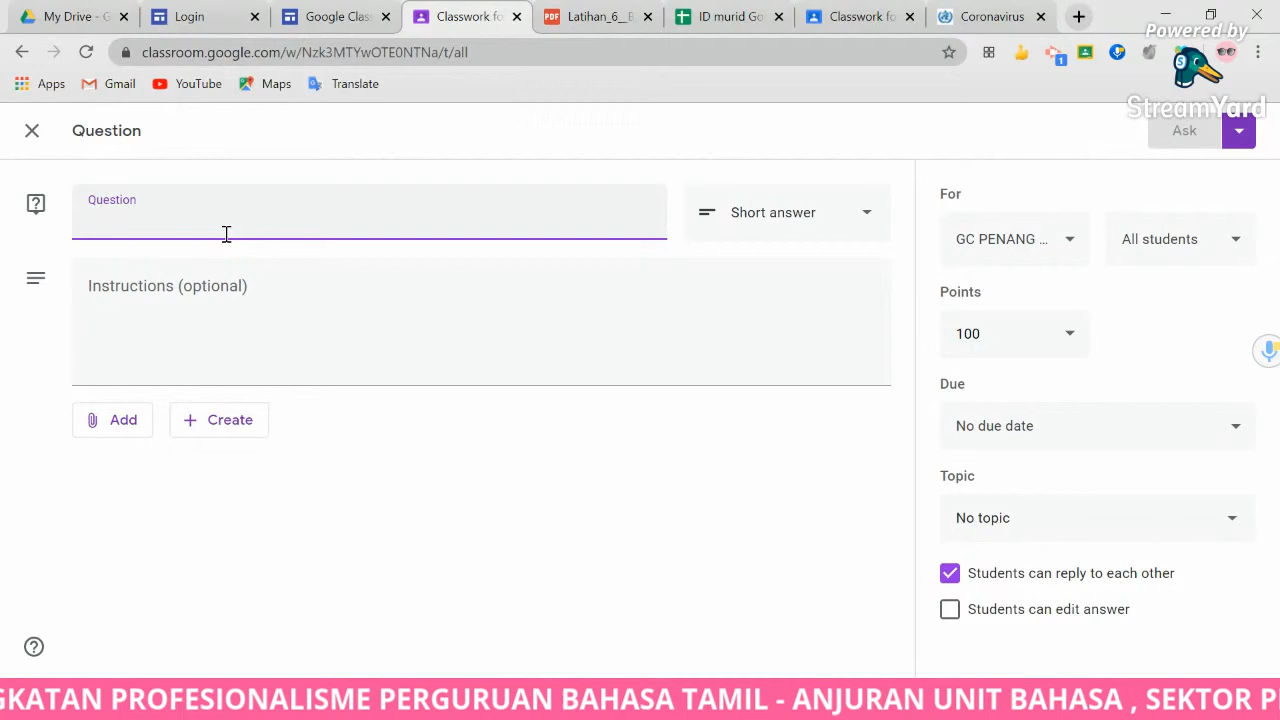 My Drive - G
Login
Google Clas
Classwork fo
Latihan_6__B
ID murid Go
Classwork fo
Coronavirus
classroom.google.com/w/Nzk3MTYwOTE0NTNa/t/all
Powered by
StreamYard
Apps
Gmail
YouTube
Maps
Translate
Question
Ask
Question
Short answer
Instructions (optional)
Add
Create
For
GC PENANG ...
All students
Points
100
Due
No due date
Topic
No topic
Students can reply to each other
Students can edit answer
GKATAN PROFESIONALISME PERGURUAN BAHASA TAMIL - ANJURAN UNIT BAHASA , SEKTOR P